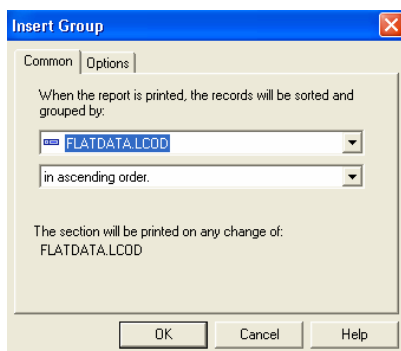 Insert Group
Common Options
When the report is printed, the records will be sorted and
grouped by:
FLATDATA.LCOD
in ascending order.
The section will be printed on any change of:
FLATDATA.LCOD
OK Cancel Help